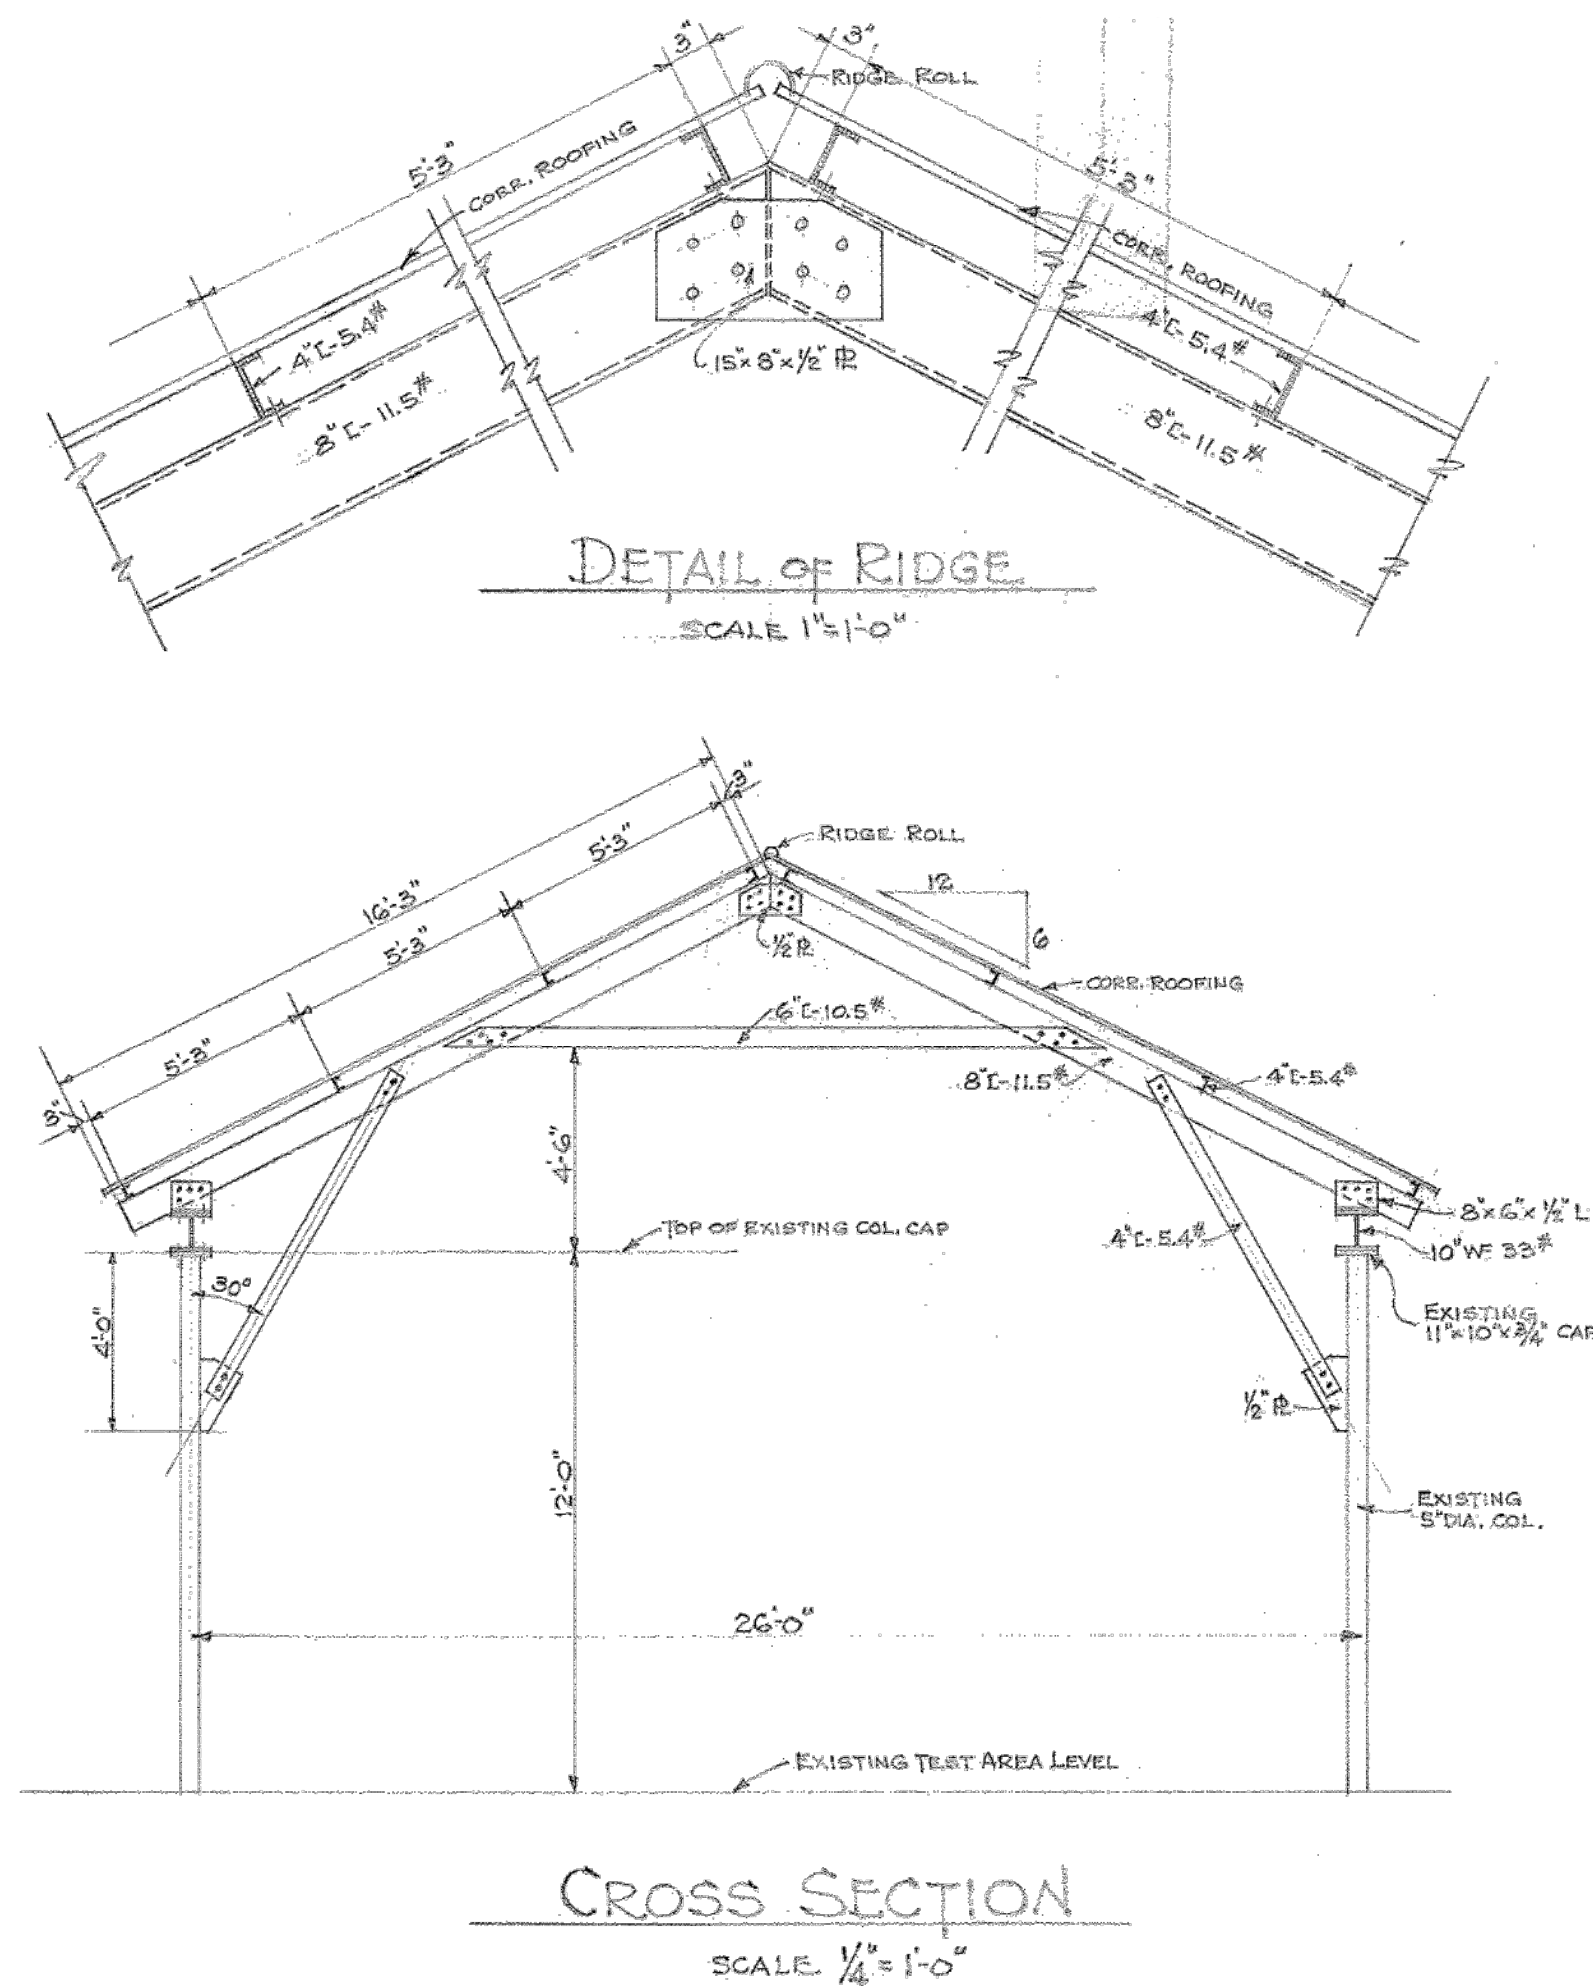 3"
3"
RIDGE ROLL
5'-3"
CORR. ROOFING
5'-3"
CORR. ROOFING
4"[-5.4#
4"[-5.4#
15"x8"x1/2" PL
8"[-11.5#
8"[-11.5#
DETAIL OF RIDGE
SCALE 1"=1'-0"
3"
RIDGE ROLL
5'-3"
12
16'-3"
6
5'-3"
1/2" PL
CORR. ROOFING
6"[-10.5#
5'-3"
8"[-11.5#
4"[-5.4#
3"
4'-6"
8"x6"x1/2" L
TOP OF EXISTING COL. CAP
4"[-5.4#
10" WF 33#
30°
4'-0"
EXISTING
11"x10"x3/4" CAP
1/2" PL
12'-0"
EXISTING
5" DIA. COL.
26'-0"
EXISTING TEST AREA LEVEL
CROSS SECTION
SCALE 1/4"=1'-0"